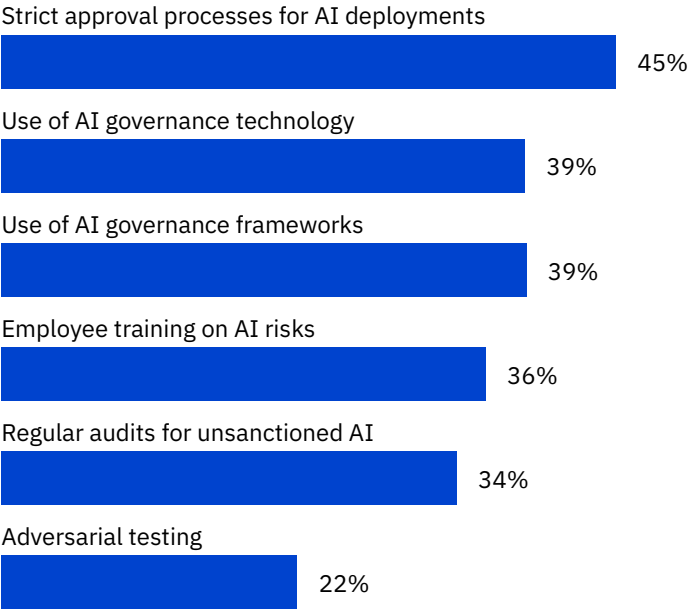 Strict approval processes for AI deployments
45%
Use of AI governance technology
39%
Use of AI governance frameworks
39%
Employee training on AI risks
36%
Regular audits for unsanctioned AI
34%
Adversarial testing
22%